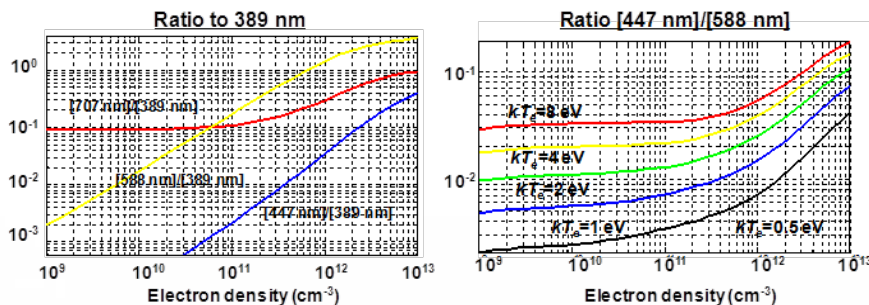 Ratio to 389 nm
10⁰
10⁻¹
10⁻²
10⁻³
[707 nm]/[389 nm]
[588 nm]/[389 nm]
[447 nm]/[389 nm]
10⁹ 10¹⁰ 10¹¹ 10¹² 10¹³
Electron density (cm⁻³)
Ratio [447 nm]/[588 nm]
10⁻¹
10⁻²
kTₑ=8 eV
kTₑ=4 eV
kTₑ=2 eV
kTₑ=1 eV
kTₑ=0.5 eV
10⁹ 10¹⁰ 10¹¹ 10¹² 10¹³
Electron density (cm⁻³)